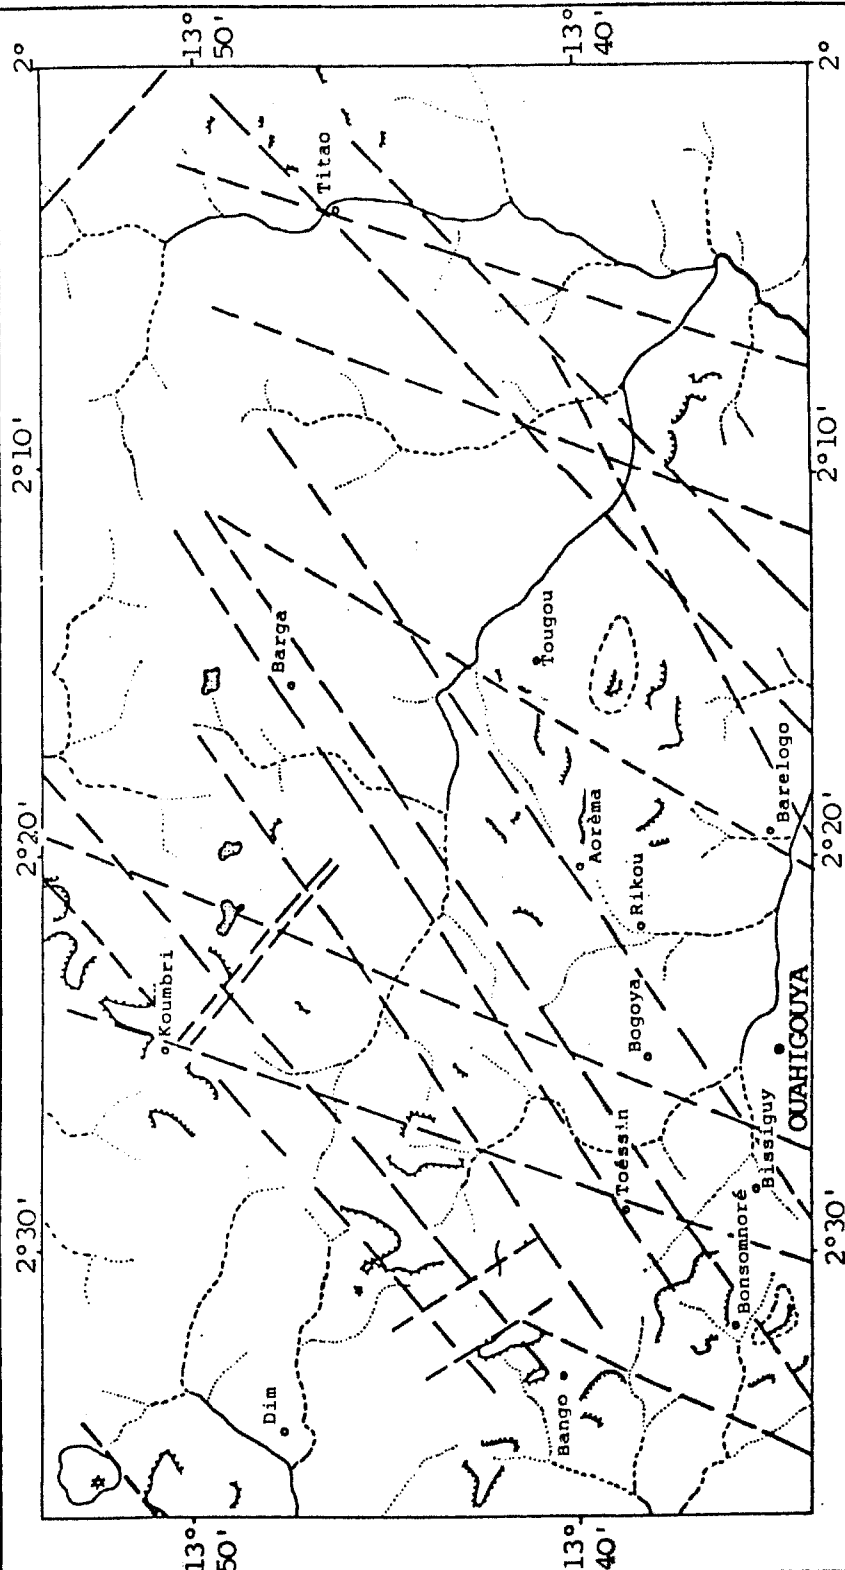 2°30' 2°20' 2°10' 2°
Koumbri
13° 13°
50' 50'
Dim
Barga
Titao
Tougou
Bango
13° 13°
40' 40'
Aorèma
Toéssin
Bogoya
Rikou
Bonsomnoré
Bissiguy
Barelogo
OUAHIGOUYA
2°30' 2°20' 2°10' 2°